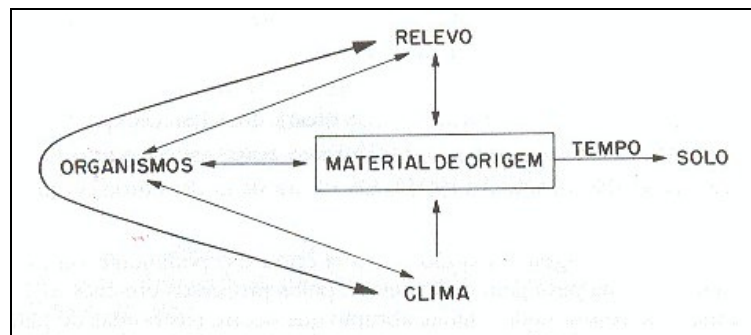 RELEVO
TEMPO
ORGANISMOS MATERIAL DE ORIGEM SOLO
CLIMA